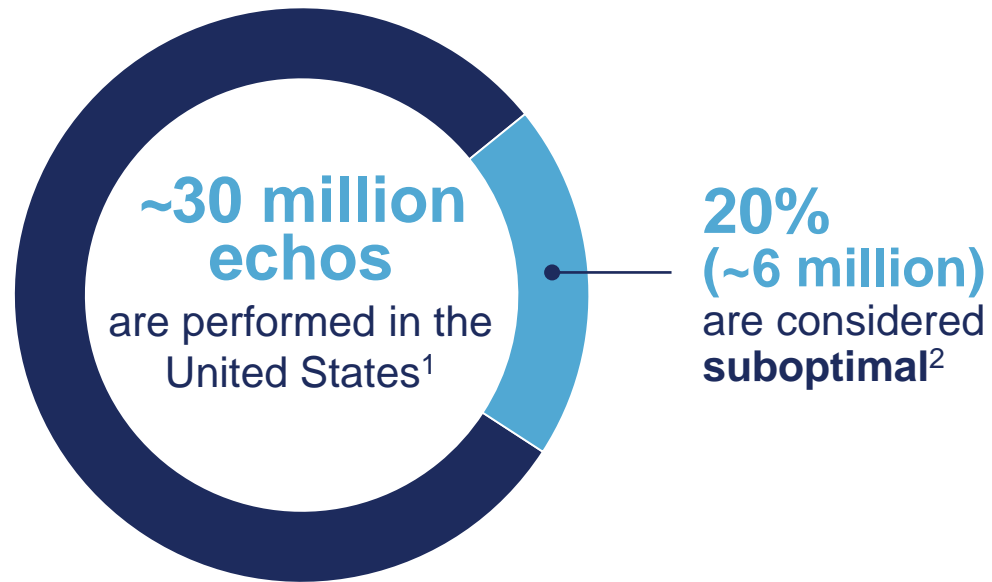 ~30 million
echos
are performed in the
United States¹
20%
(~6 million)
are considered
suboptimal²